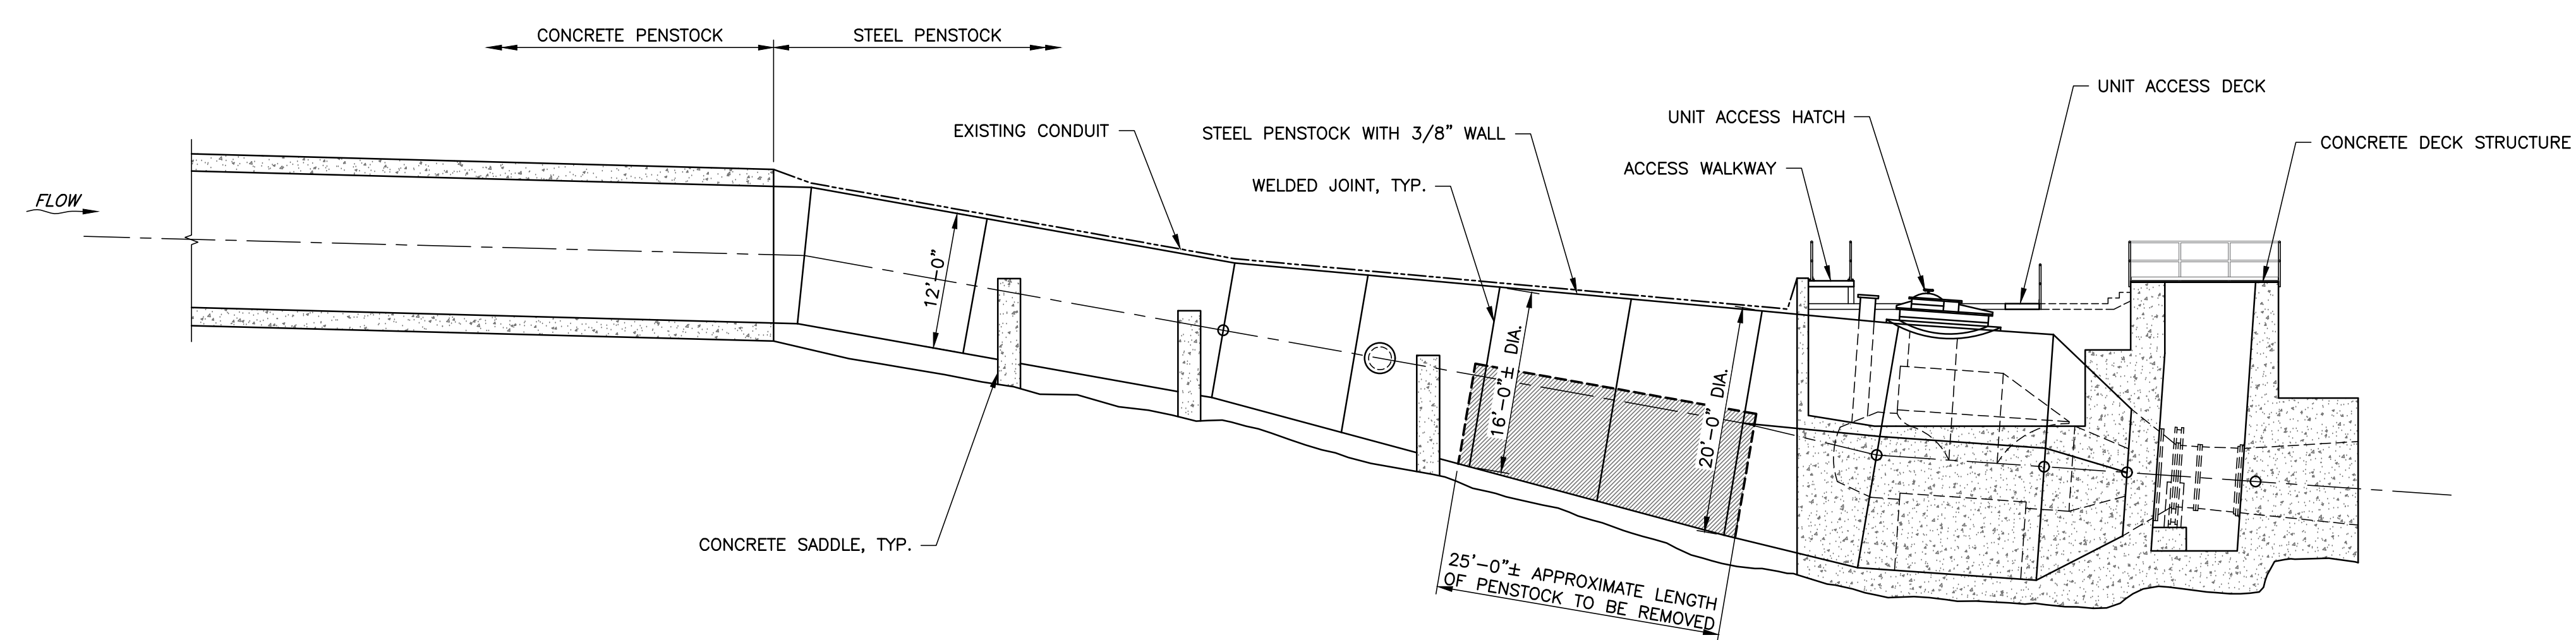 CONCRETE PENSTOCK
STEEL PENSTOCK
UNIT ACCESS DECK
UNIT ACCESS HATCH
EXISTING CONDUIT
STEEL PENSTOCK WITH 3/8" WALL
CONCRETE DECK STRUCTURE
ACCESS WALKWAY
WELDED JOINT, TYP.
FLOW
12'-0"
16'-0"± DIA.
20'-0" DIA.
CONCRETE SADDLE, TYP.
25'-0"± APPROXIMATE LENGTH
OF PENSTOCK TO BE REMOVED